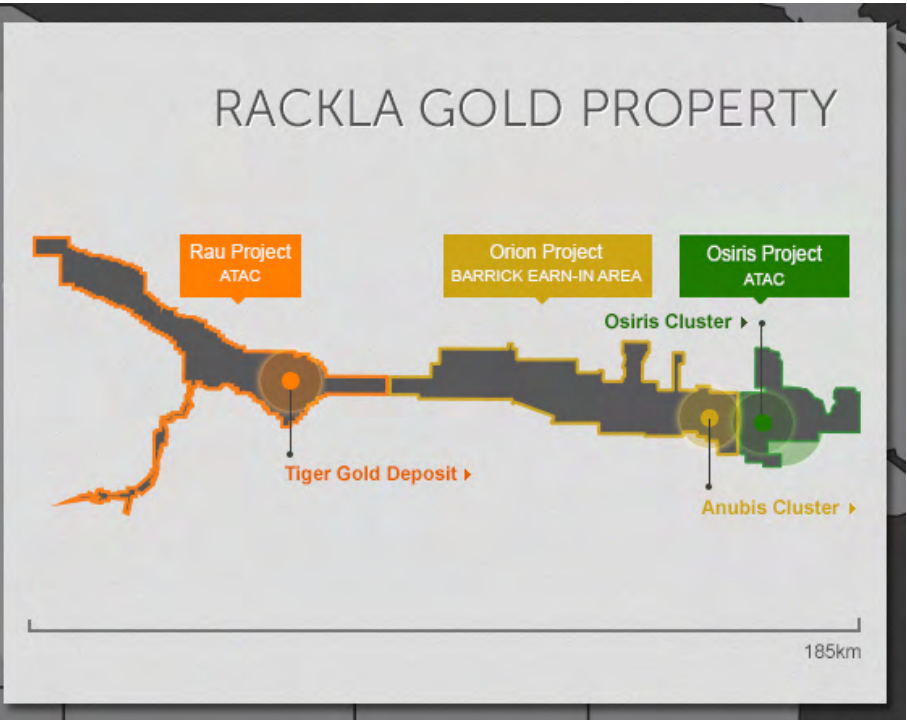 RACKLA GOLD PROPERTY
Rau Project
ATAC
Orion Project
BARRICK EARN-IN AREA
Osiris Project
ATAC
Osiris Cluster
Tiger Gold Deposit
Anubis Cluster
185km